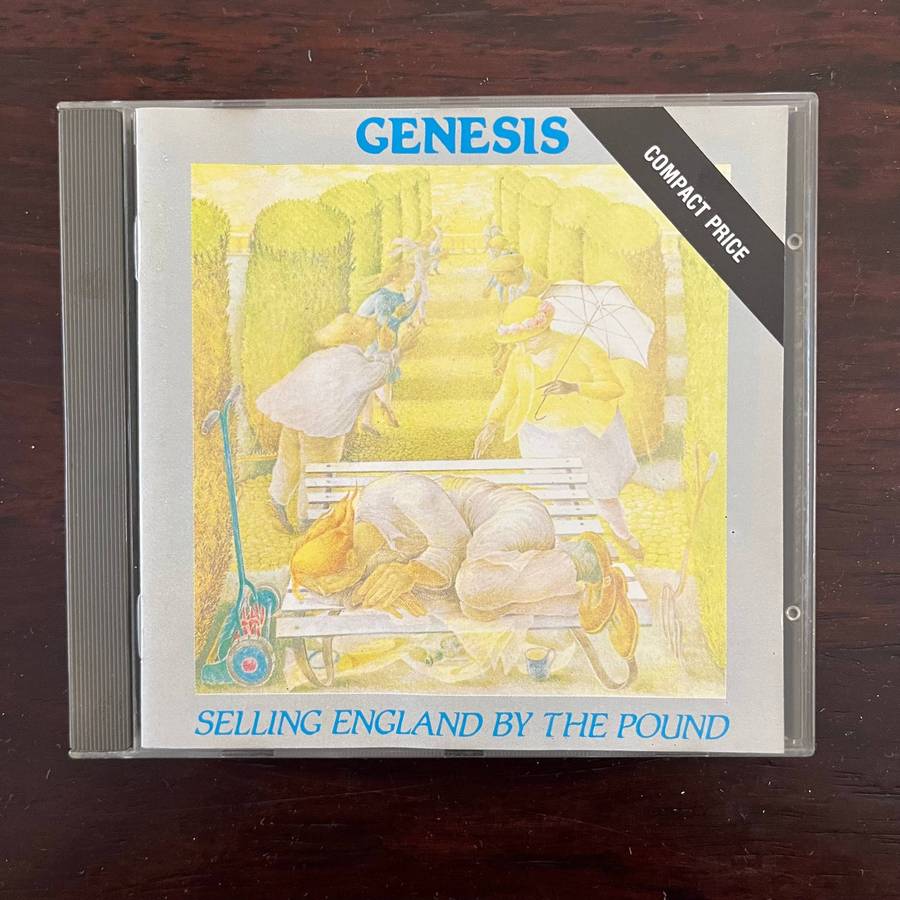 GENESIS
COMPACT PRICE
SELLING ENGLAND BY THE POUND